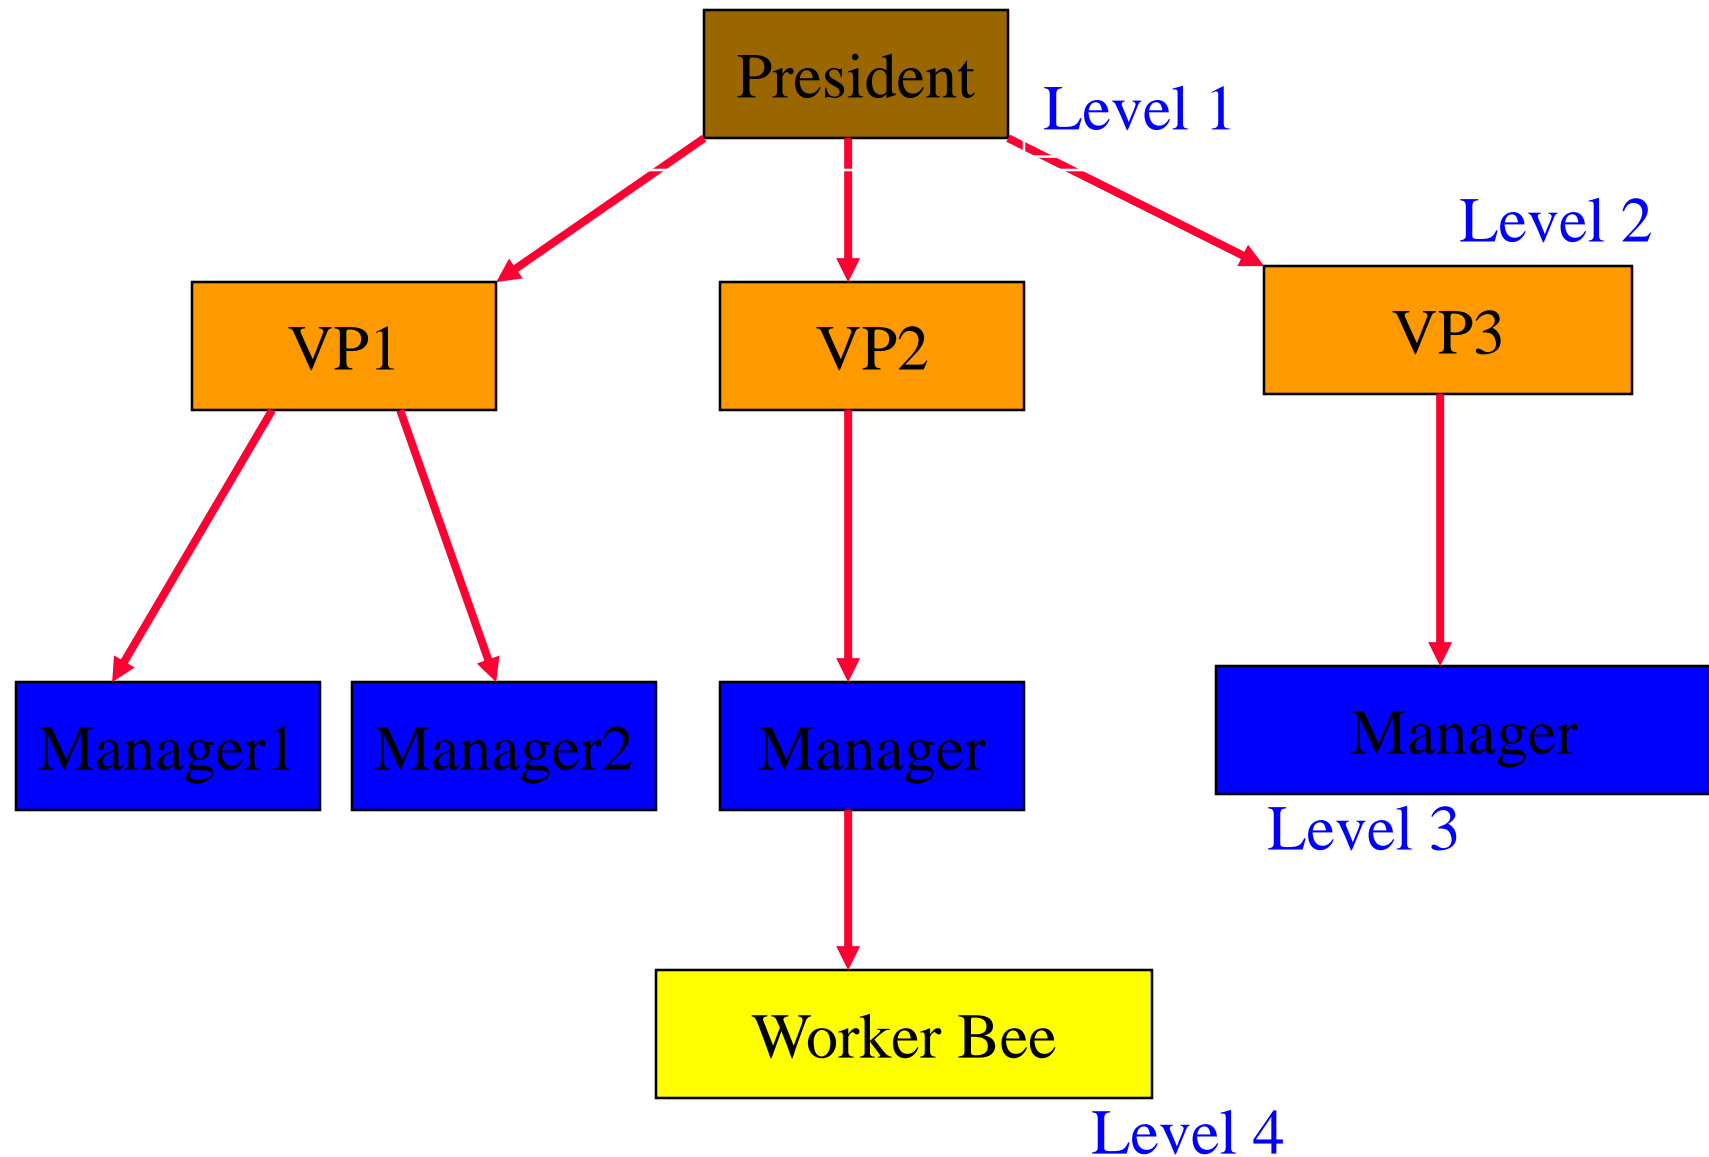 President
Level 1
Level 2
VP1
VP2
VP3
Manager1
Manager2
Manager
Manager
Level 3
Worker Bee
Level 4